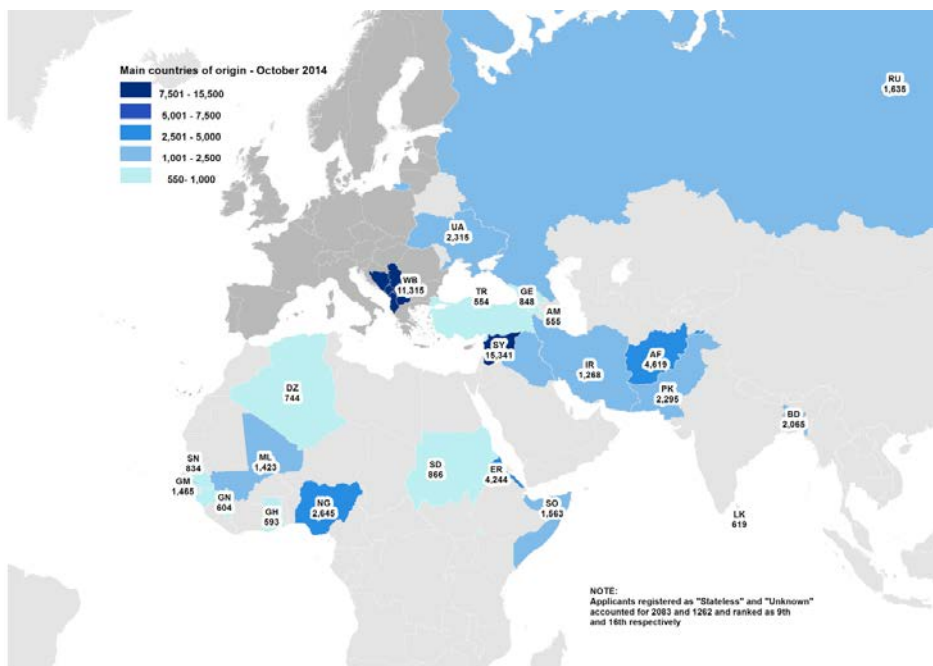 Main countries of origin - October 2014
7,501 - 15,500
5,001 - 7,500
2,501 - 5,000
1,001 - 2,500
550- 1,000
RU
1,635
UA
2,315
WB
11,315
TR
554
GE
848
AM
555
SY
15,341
IR
1,268
AF
4,619
PK
2,295
BD
2,065
DZ
744
ML
1,423
SN
834
GM
1,465
GN
604
GH
593
NG
2,645
SD
866
ER
4,244
SO
1,563
LK
619
NOTE:
Applicants registered as "Stateless" and "Unknown"
accounted for 2083 and 1262 and ranked as 9th
and 16th respectively